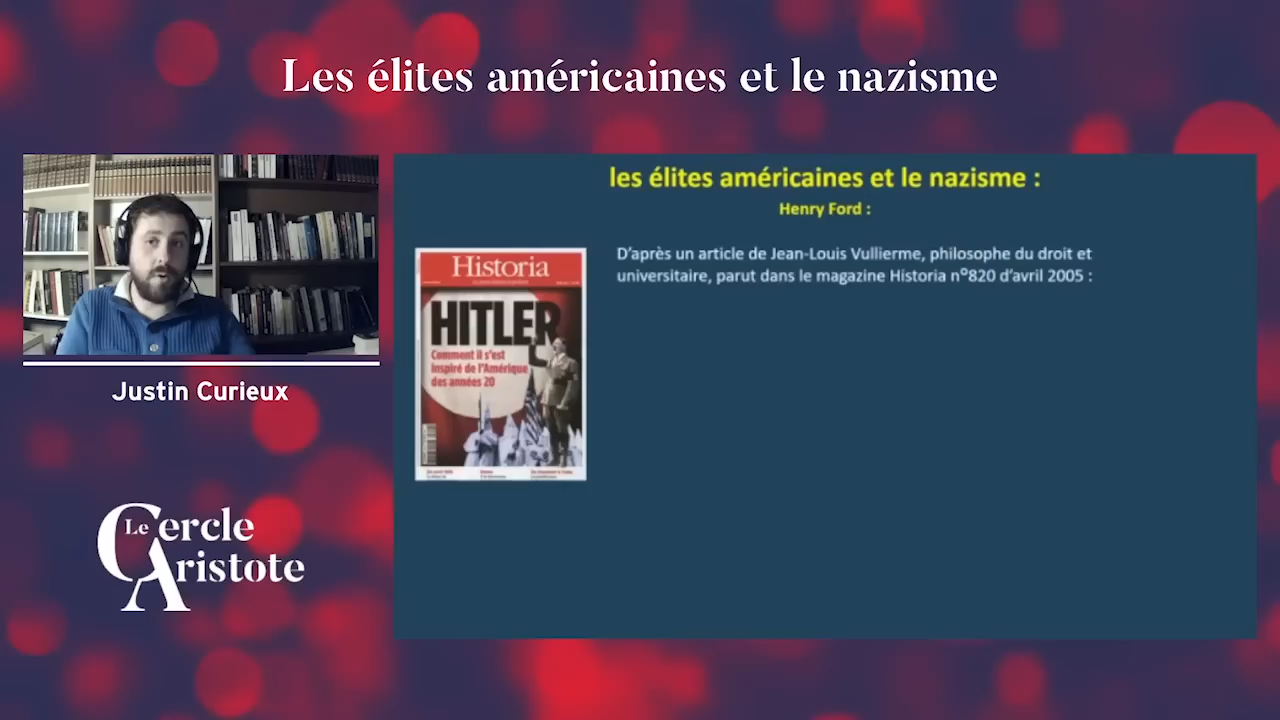 Les élites américaines et le nazisme
les élites américaines et le nazisme :
Henry Ford :
D'après un article de Jean-Louis Vullierme, philosophe du droit et
universitaire, parut dans le magazine Historia n°820 d'avril 2005 :
Historia
HITLER
Comment il s'est
inspiré de l'Amérique
des années 20
Justin Curieux
Le Cercle
Aristote